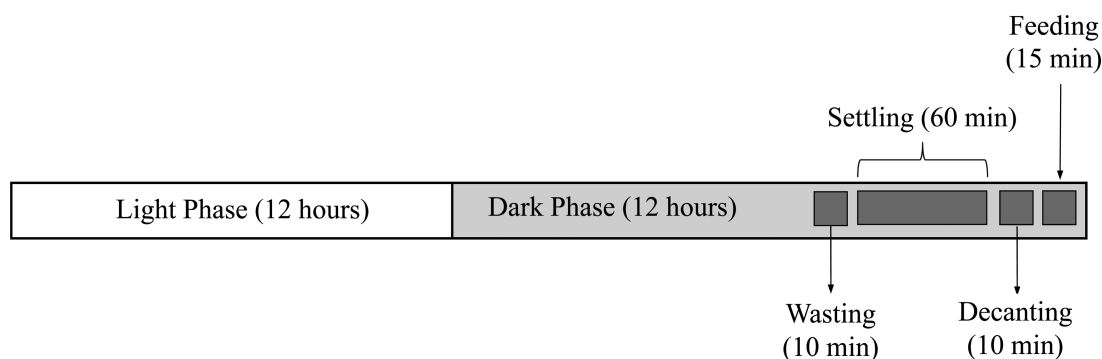 Feeding
(15 min)
Settling (60 min)
Light Phase (12 hours)
Dark Phase (12 hours)
Wasting
(10 min)
Decanting
(10 min)